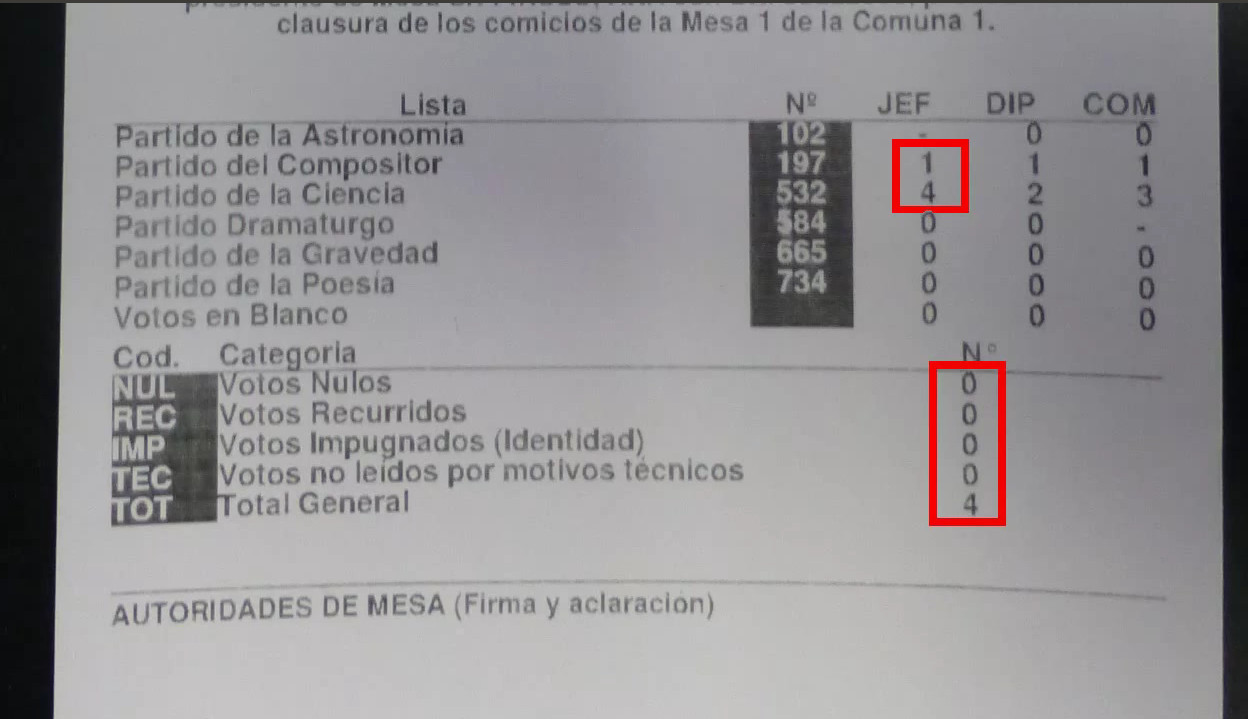 clausura de los comicios de la Mesa 1 de la Comuna 1.
Lista Nº JEF DIP COM
Partido de la Astronomía 102 - 0 0
Partido del Compositor 197 1 1 1
Partido de la Ciencia 532 4 2 3
Partido Dramaturgo 584 0 0 -
Partido de la Gravedad 665 0 0 0
Partido de la Poesía 734 0 0 0
Votos en Blanco 0 0 0
Cod. Categoria Nº
NUL Votos Nulos 0
REC Votos Recurridos 0
IMP Votos Impugnados (Identidad) 0
TEC Votos no leídos por motivos técnicos 0
TOT Total General 4
AUTORIDADES DE MESA (Firma y aclaración)